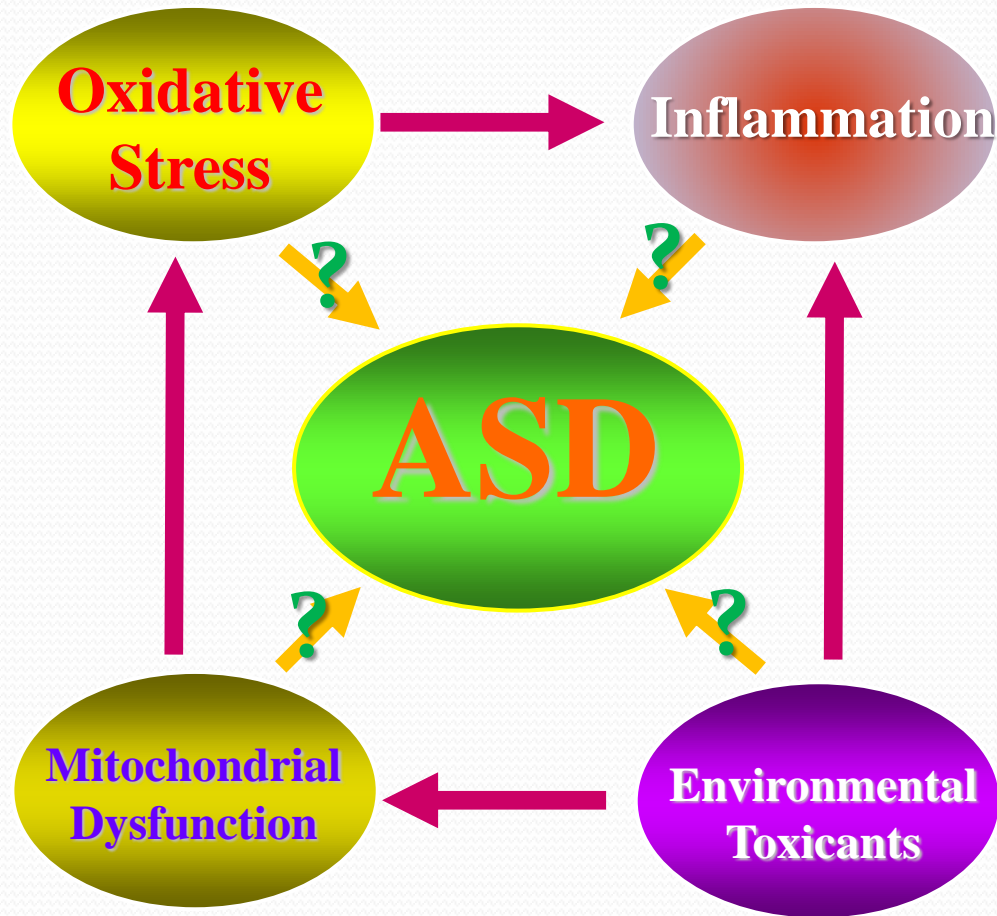 Oxidative
Stress
Inflammation
?
?
ASD
?
?
Mitochondrial
Dysfunction
Environmental
Toxicants